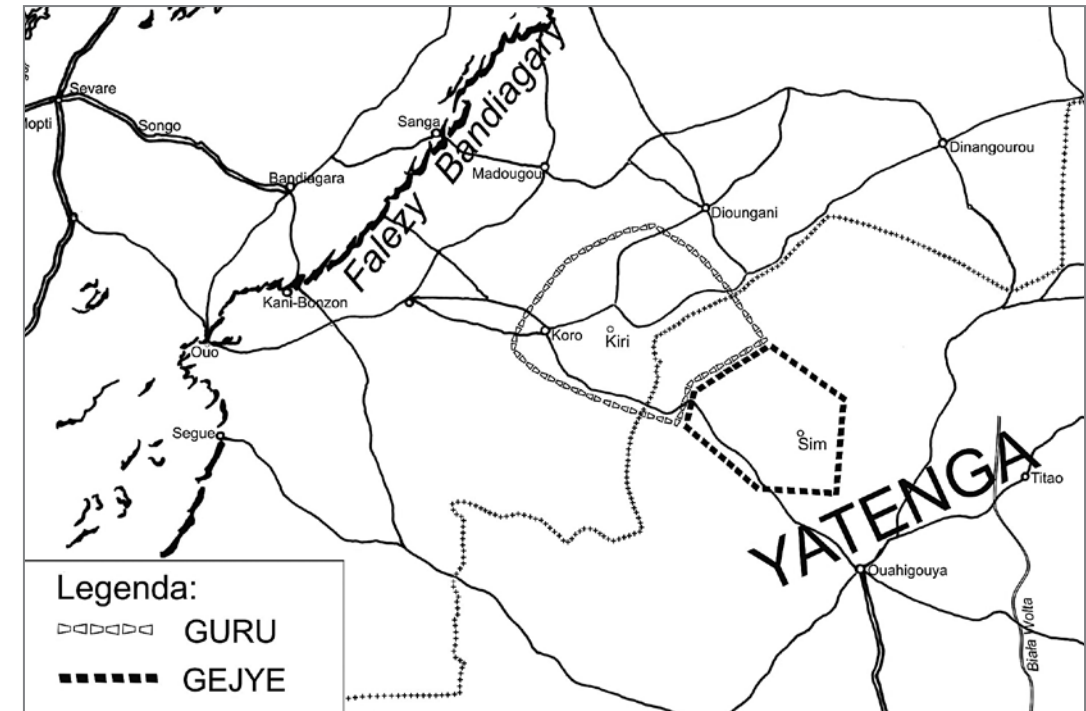 Sevare
Mopti
Songo
Sanga
Bandiagara
Madougou
Falezy Bandiagary
Dinangourou
Dioungani
Kani-Bonzon
Koro
Kiri
Ouo
Segue
Sim
YATENGA
Titao
Ouahigouya
Biała Wolta
Legenda:
GURU
GEJYE